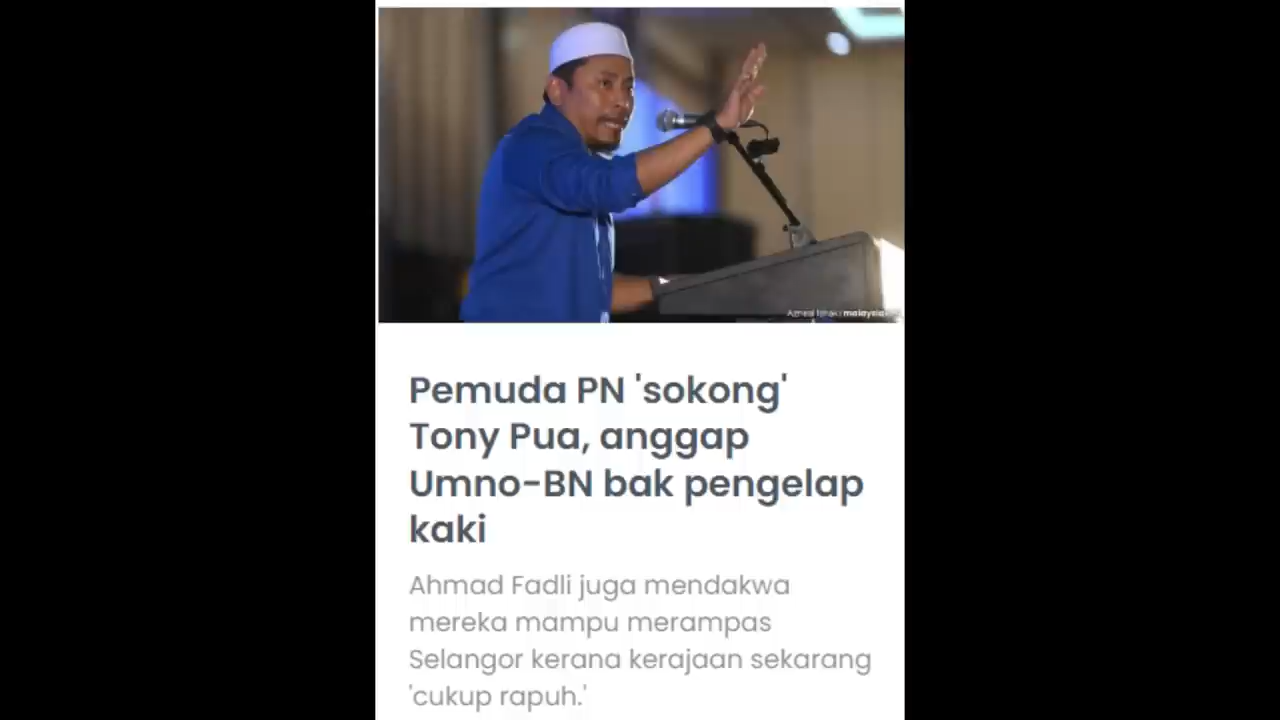 malaysia
Pemuda PN 'sokong'
Tony Pua, anggap
Umno-BN bak pengelap
kaki
Ahmad Fadli juga mendakwa
mereka mampu merampas
Selangor kerana kerajaan sekarang
'cukup rapuh.'